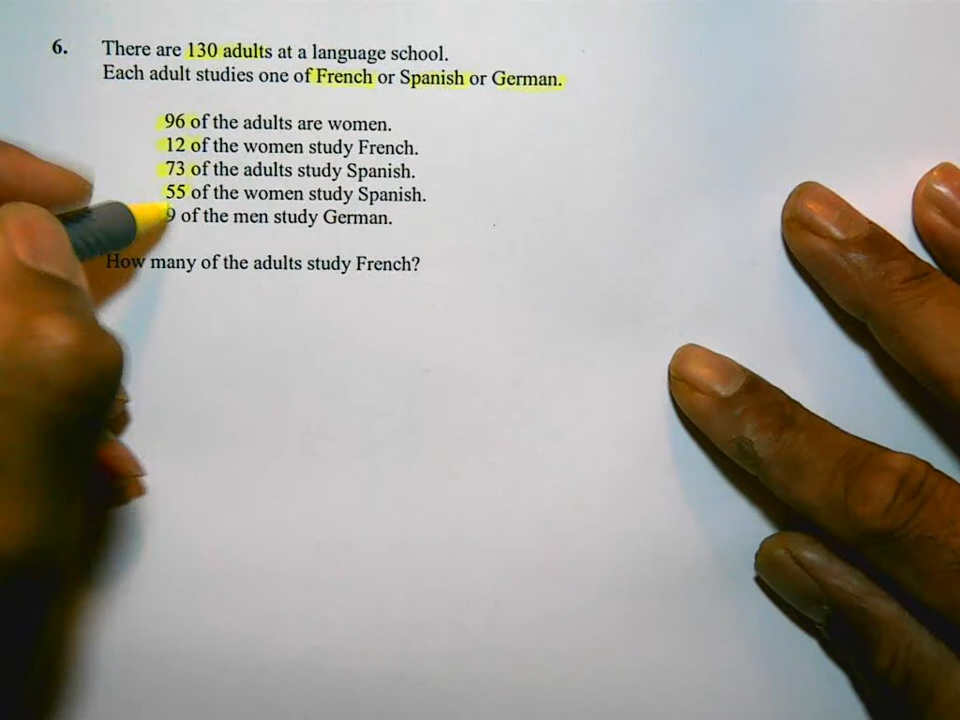 6. There are 130 adults at a language school.
Each adult studies one of French or Spanish or German.
96 of the adults are women.
12 of the women study French.
73 of the adults study Spanish.
55 of the women study Spanish.
9 of the men study German.
How many of the adults study French?